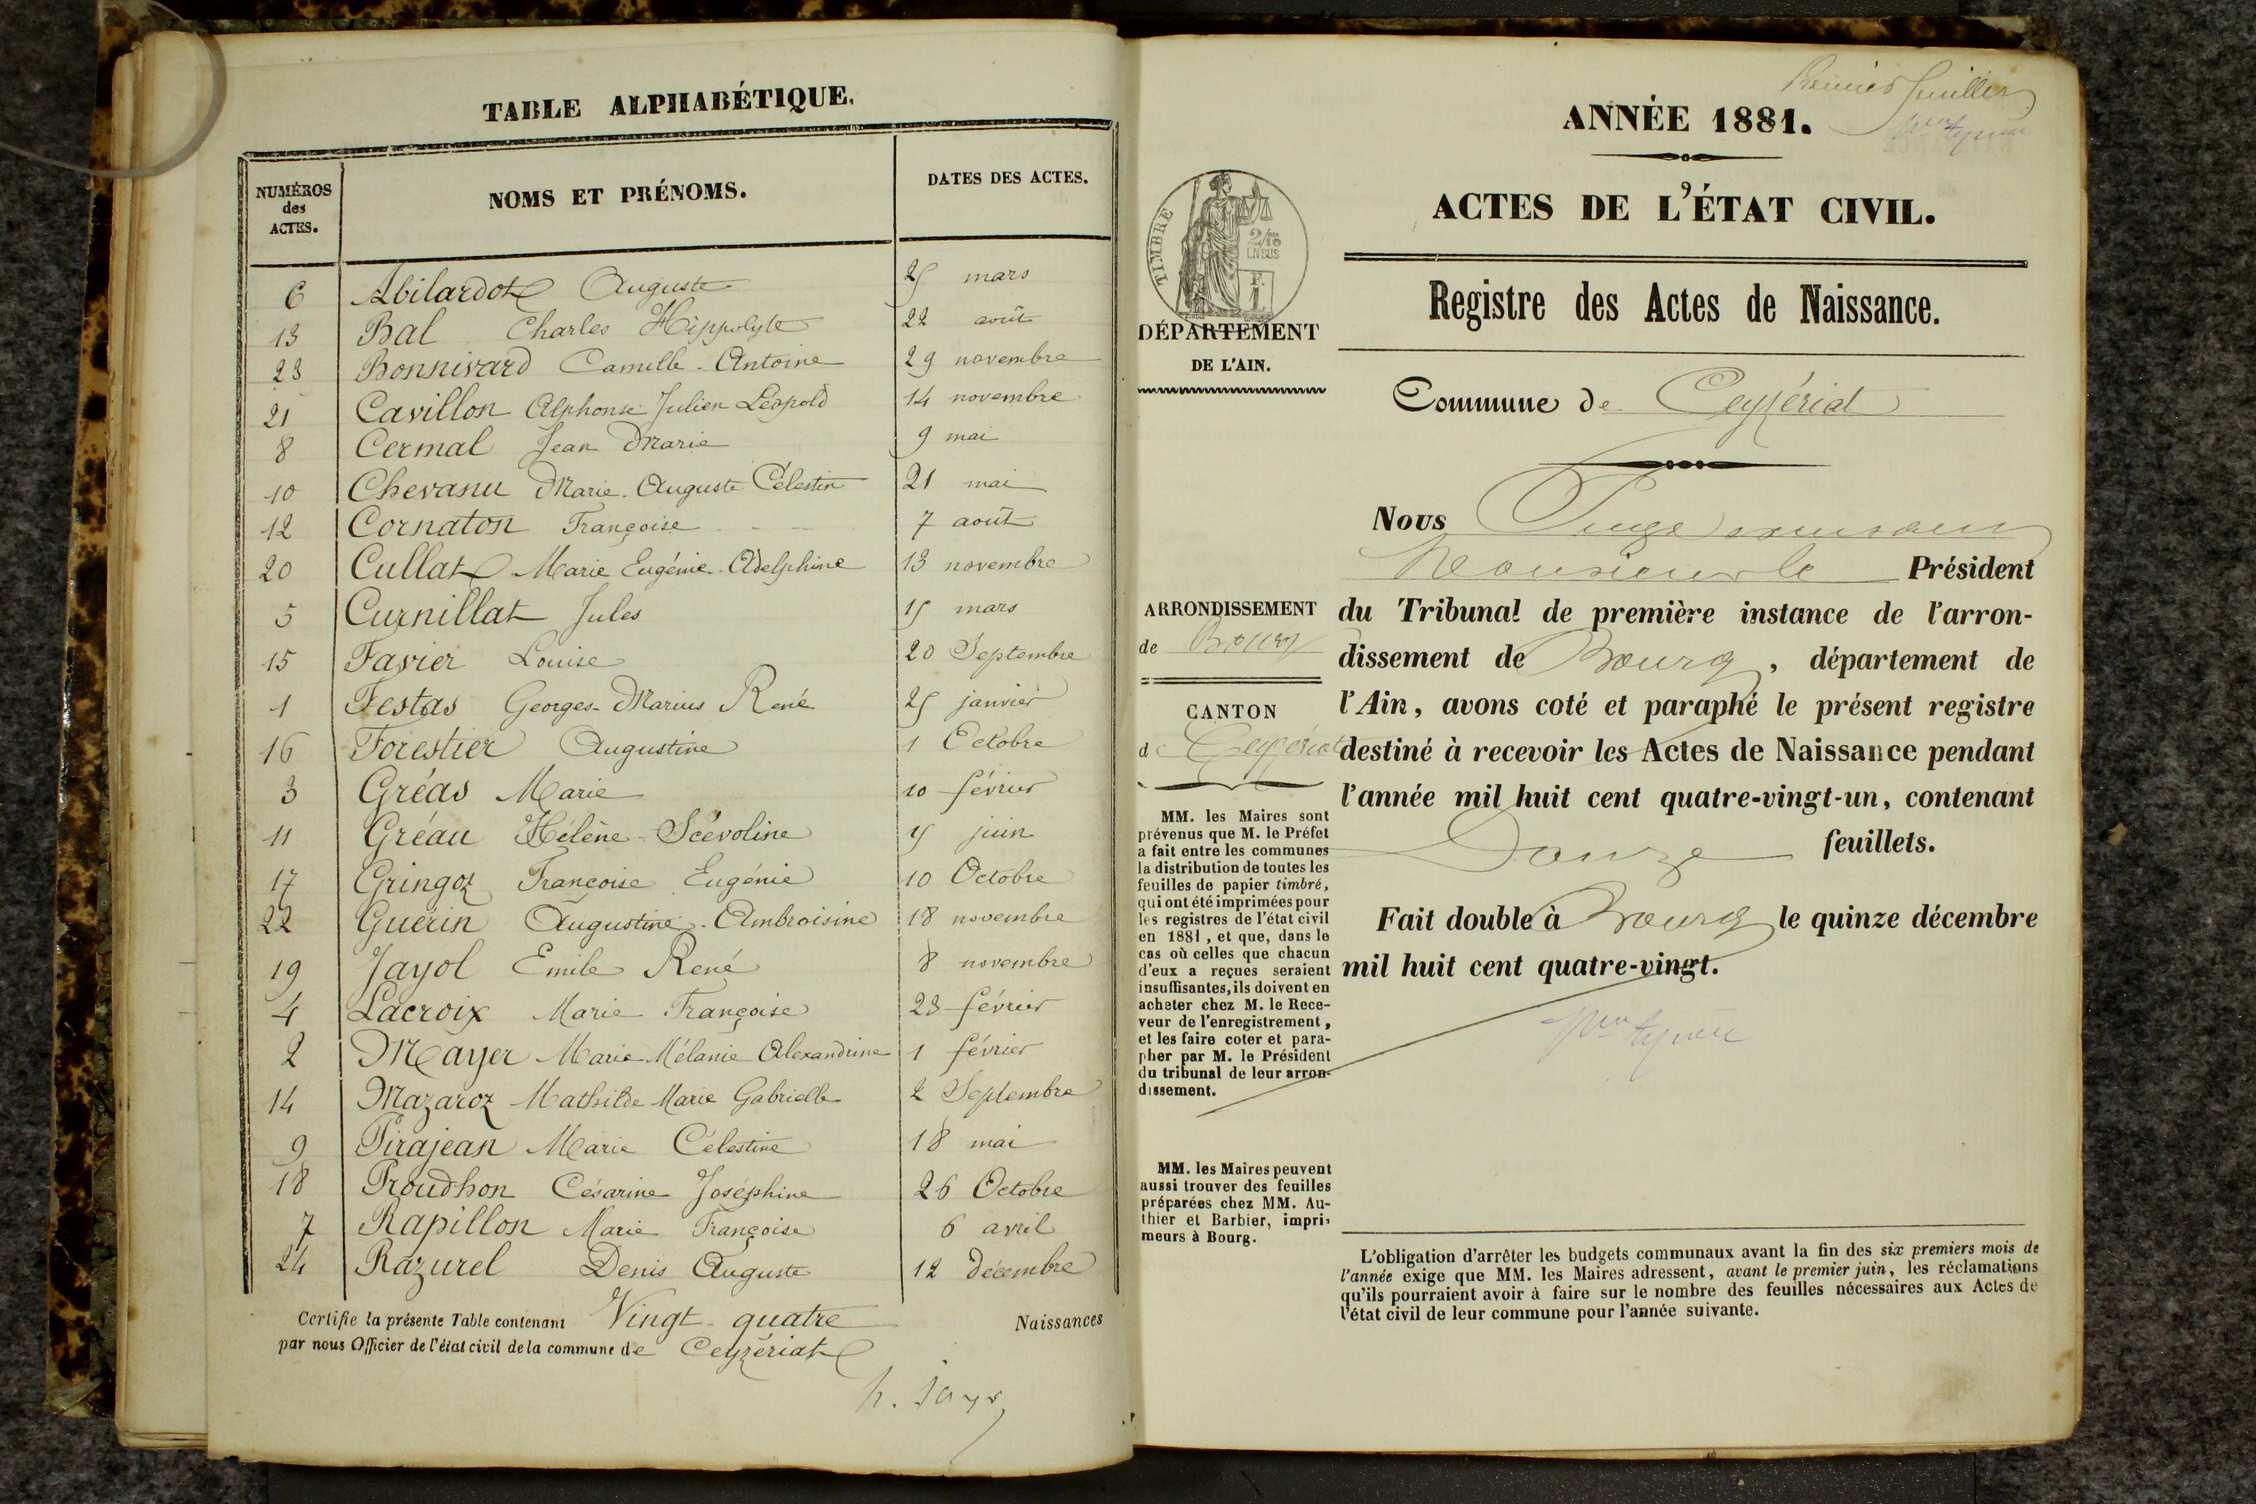 TABLE ALPHABÉTIQUE.
NUMÉROS des ACTES. NOMS ET PRÉNOMS. DATES DES ACTES.
6 Abilardot Auguste 25 mars
13 Bal Charles Hippolyte 22 août
23 Bonnivard Camille Antoine 29 novembre
21 Cavillon Alphonse Julien Léopold 14 novembre
8 Cermal Jean Marie 9 mai
10 Chevanu Marie Auguste Célestin 21 mai
12 Cornaton Françoise 7 août
20 Cullat Marie Eugénie Adelphine 13 novembre
5 Curnillat Jules 15 mars
15 Favier Louise 20 Septembre
1 Festas Georges Marius René 25 janvier
16 Forestier Augustine 1 Octobre
3 Gréas Marie 10 février
11 Gréau Hélène Scévoline 15 juin
17 Gringoz Françoise Eugénie 10 Octobre
22 Guérin Augustine Ambroisine 18 novembre
19 Jayol Emile René 8 novembre
4 Lacroix Marie Françoise 23 février
2 Mayer Marie Mélanie Alexandrine 1 février
14 Mazaroz Mathilde Marie Gabrielle 2 Septembre
9 Pirajean Marie Célestine 18 mai
18 Proudhon Césarine Joséphine 26 Octobre
7 Rapillon Marie Françoise 6 avril
24 Razurel Denis Auguste 12 décembre
Certifie la présente Table contenant Vingt-quatre Naissances
par nous Officier de l'état civil de la commune de Ceyzériat
Premier feuillet
ANNÉE 1881.
ACTES DE L'ÉTAT CIVIL.
Registre des Actes de Naissance.
TIMBRE
2/10
EN SUS
DÉPARTEMENT
DE L'AIN.
Commune de Ceyzériat
ARRONDISSEMENT
de Bourg
CANTON
de Ceyzériat
MM. les Maires sont
prévenus que M. le Préfet
a fait entre les communes
la distribution de toutes les
feuilles de papier timbré,
qui ont été imprimées pour
les registres de l'état civil
en 1881, et que, dans le
cas où celles que chacun
d'eux a reçues seraient
insuffisantes, ils doivent en
acheter chez M. le Rece-
veur de l'enregistrement,
et les faire coter et para-
pher par M. le Président
du tribunal de leur arron-
dissement.
MM. les Maires peuvent
aussi trouver des feuilles
préparées chez MM. Au-
thier et Barbier, impri-
meurs à Bourg.
Nous Juge
Monsieur le Président
du Tribunal de première instance de l'arron-
dissement de Bourg, département de
l'Ain, avons coté et paraphé le présent registre
destiné à recevoir les Actes de Naissance pendant
l'année mil huit cent quatre-vingt-un, contenant
Douze feuillets.
Fait double à Bourg le quinze décembre
mil huit cent quatre-vingt.
L'obligation d'arrêter les budgets communaux avant la fin des six premiers mois de
l'année exige que MM. les Maires adressent, avant le premier juin, les réclamations
qu'ils pourraient avoir à faire sur le nombre des feuilles nécessaires aux Actes de
l'état civil de leur commune pour l'année suivante.